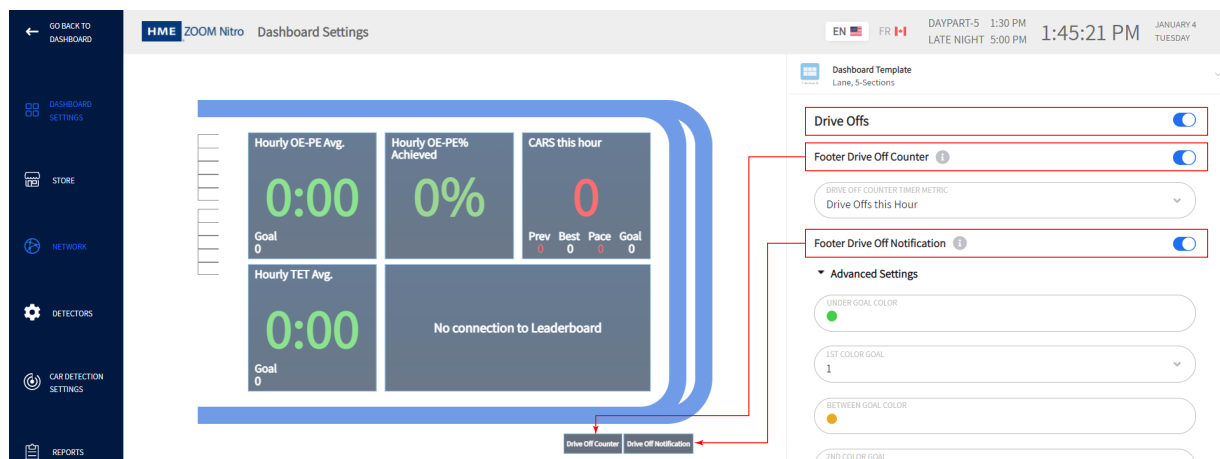 GO BACK TO
DASHBOARD
HME ZOOM Nitro Dashboard Settings
EN FR
DAYPART-5 1:30 PM
LATE NIGHT 5:00 PM
1:45:21 PM
JANUARY 4
TUESDAY
DASHBOARD
SETTINGS
STORE
NETWORK
DETECTORS
CAR DETECTION
SETTINGS
REPORTS
Hourly OE-PE Avg.
0:00
Goal
0
Hourly OE-PE%
Achieved
0%
CARS this hour
0
Prev Best Pace Goal
0 0 0 0
Hourly TET Avg.
0:00
Goal
0
No connection to Leaderboard
Drive Off Counter Drive Off Notification
Dashboard Template
Lane, 5-Sections
Drive Offs
Footer Drive Off Counter
DRIVE OFF COUNTER TIMER METRIC
Drive Offs this Hour
Footer Drive Off Notification
Advanced Settings
UNDER GOAL COLOR
1ST COLOR GOAL
1
BETWEEN GOAL COLOR
2ND COLOR GOAL